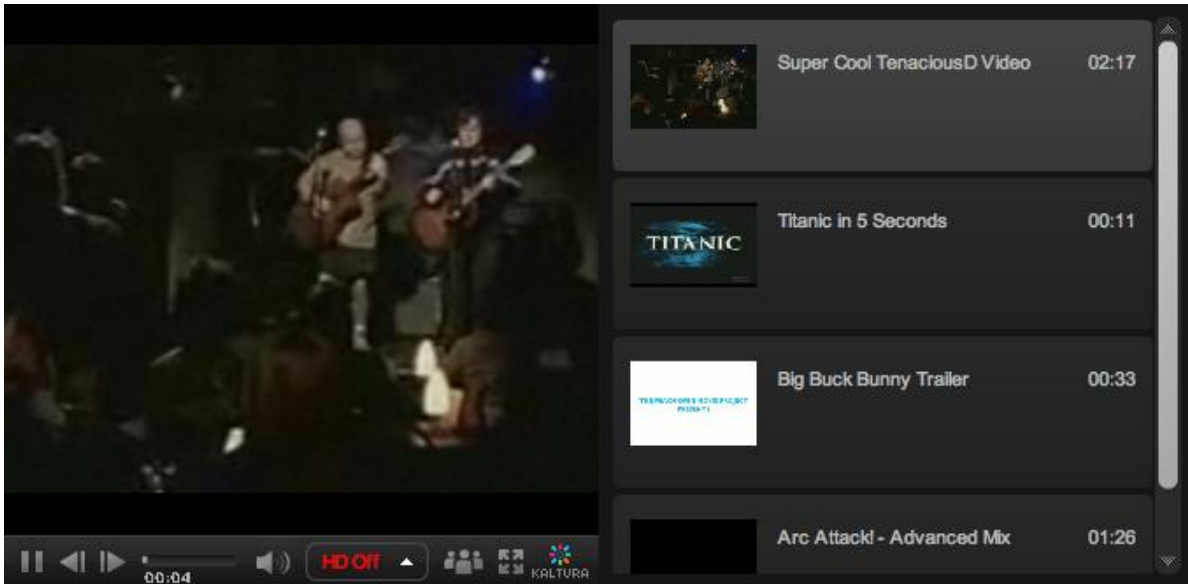 Super Cool TenaciousD Video 02:17
TITANIC
Titanic in 5 Seconds 00:11
Big Buck Bunny Trailer 00:33
Arc Attack! - Advanced Mix 01:26
00:04
HD Off
KALTURA